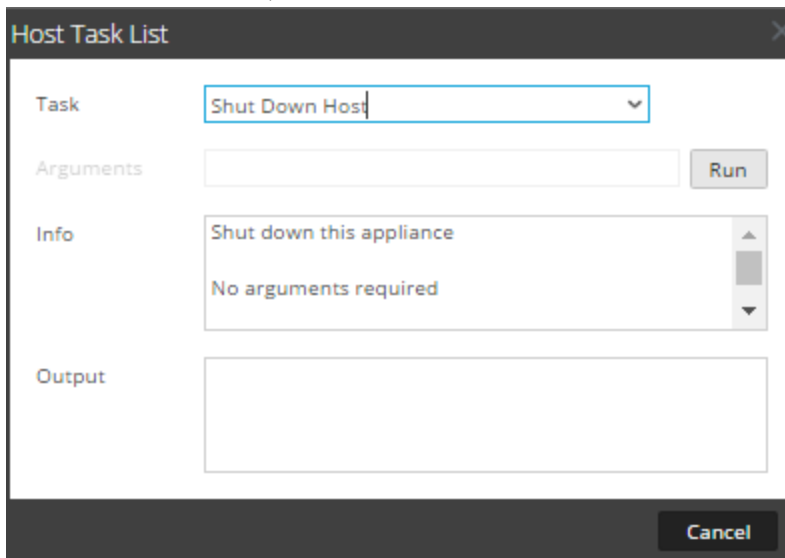 Host Task List
Task
Shut Down Host
Arguments
Run
Info
Shut down this appliance
No arguments required
Output
Cancel